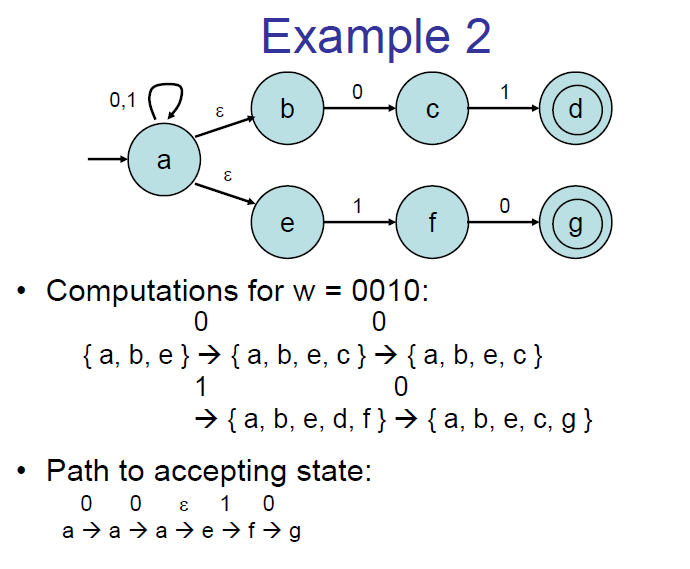 Example 2
0,1
ε
b
0
c
1
d
a
ε
e
1
f
0
g
• Computations for w = 0010:
0 0
{ a, b, e } → { a, b, e, c } → { a, b, e, c }
1 0
→ { a, b, e, d, f } → { a, b, e, c, g }
• Path to accepting state:
0 0 ε 1 0
a → a → a → e → f → g